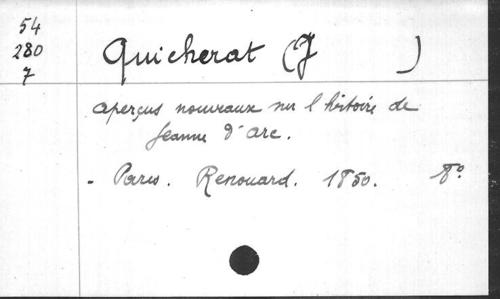 54
280
7
Quicherat (J )
Aperçus nouveaux sur l'histoire de
Jeanne d'Arc.
- Paris. Renouard. 1850. 8°